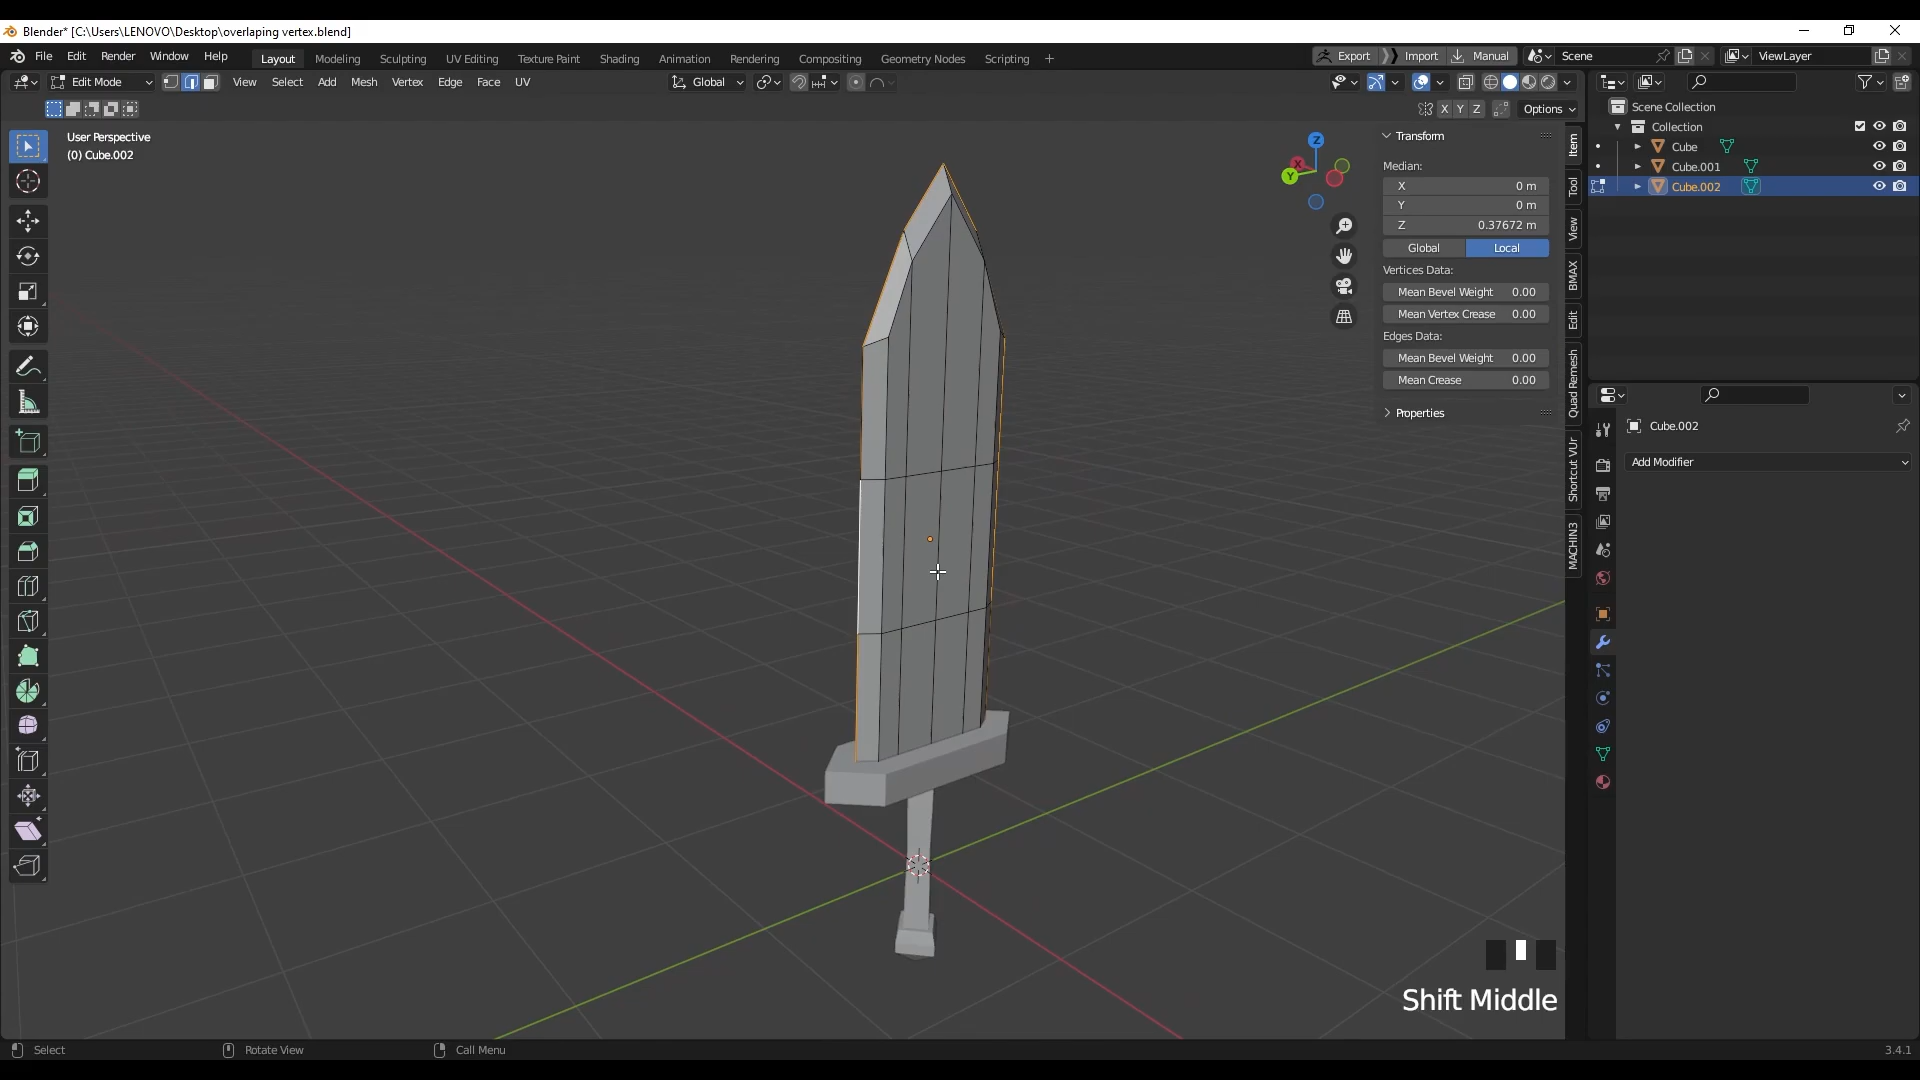 Blender* [C:\Users\LENOVO\Desktop\overlaping vertex.blend]
File Edit Render Window Help Layout Modeling Sculpting UV Editing Texture Paint Shading Animation Rendering Compositing Geometry Nodes Scripting + Export Import Manual Scene ViewLayer
Edit Mode View Select Add Mesh Vertex Edge Face UV Global
X Y Z Options
User Perspective
(0) Cube.002
Z
X
Y
Transform
Median:
X 0 m
Y 0 m
Z 0.37672 m
Global Local
Vertices Data:
Mean Bevel Weight 0.00
Mean Vertex Crease 0.00
Edges Data:
Mean Bevel Weight 0.00
Mean Crease 0.00
Properties
Item
Tool
View
BMAX
Edit
Quad Remesh
Shortcut VUr
MACHIN3
Scene Collection
Collection
Cube
Cube.001
Cube.002
Cube.002
Add Modifier
Shift Middle
Select Rotate View Call Menu 3.4.1